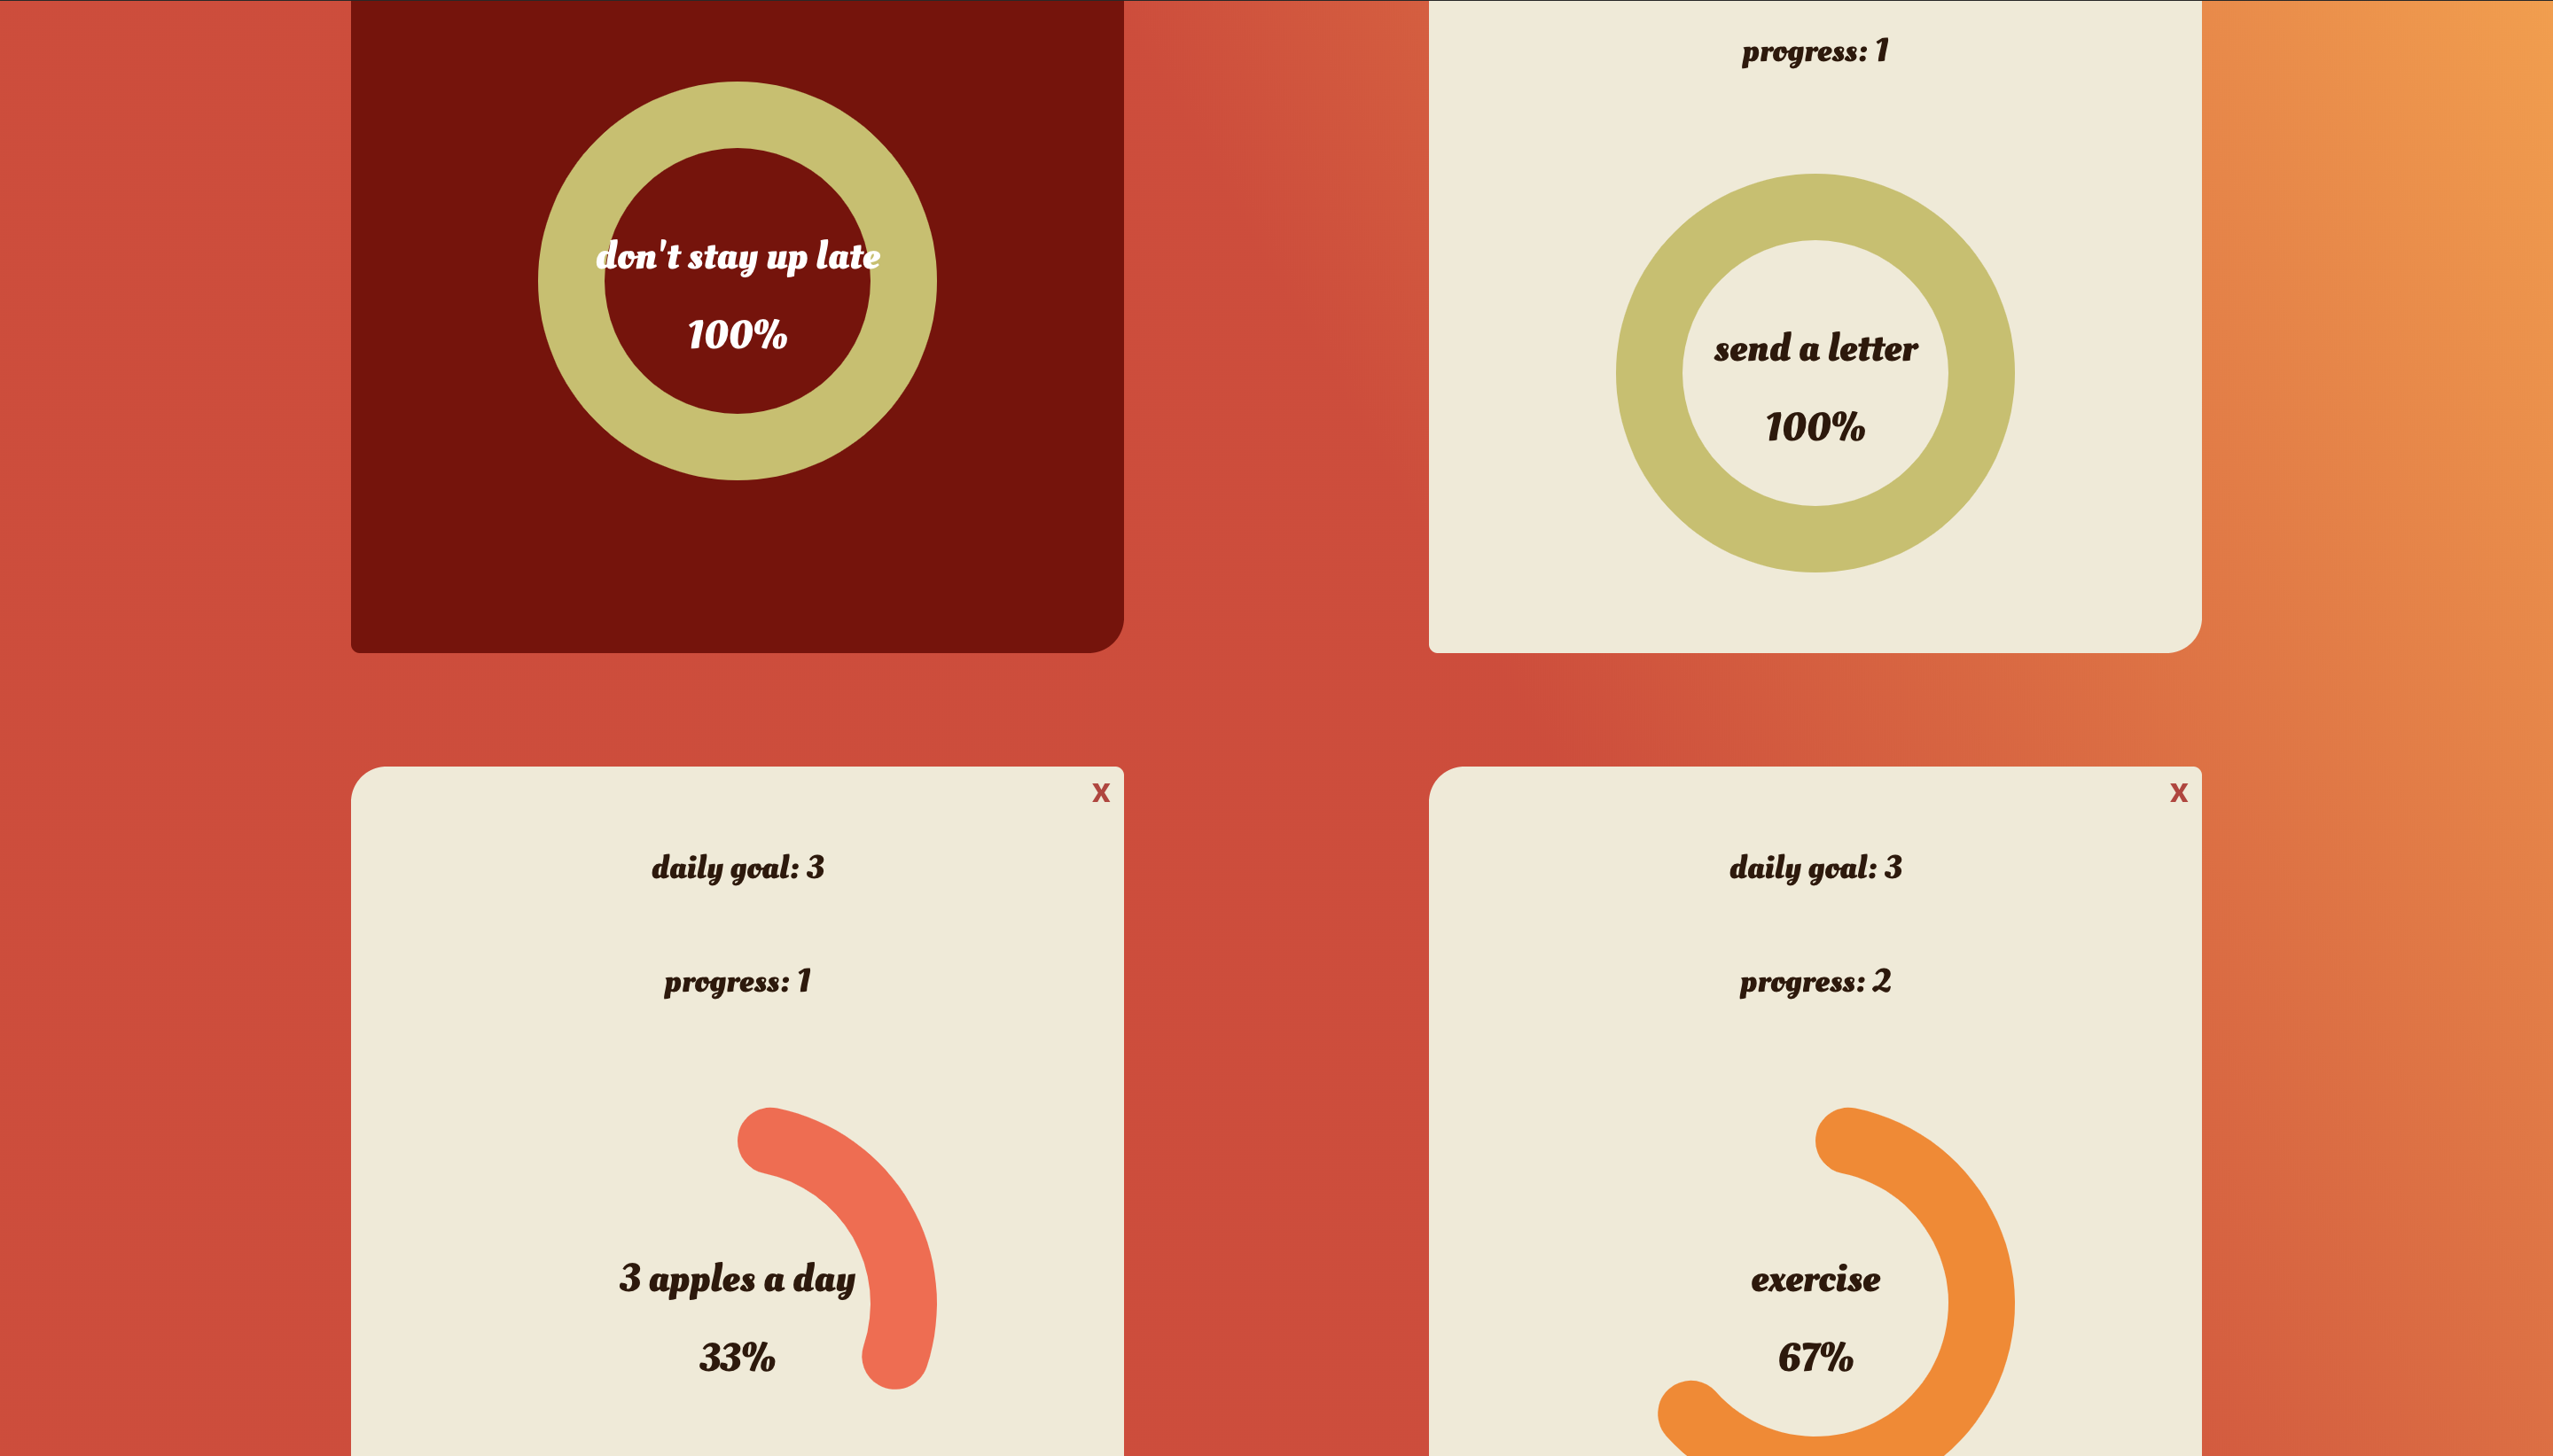 progress: 1
don't stay up late
100%
send a letter
100%
X
daily goal: 3
progress: 1
3 apples a day
33%
X
daily goal: 3
progress: 2
exercise
67%